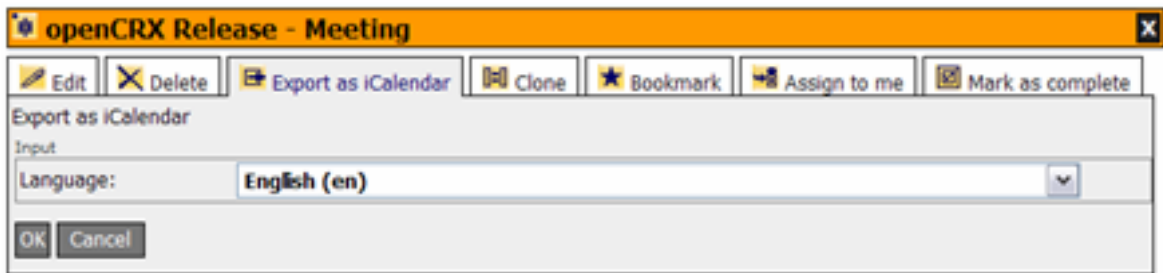 openCRX Release - Meeting
Edit Delete Export as iCalendar Clone Bookmark Assign to me Mark as complete
Export as iCalendar
Input
Language: English (en)
OK Cancel